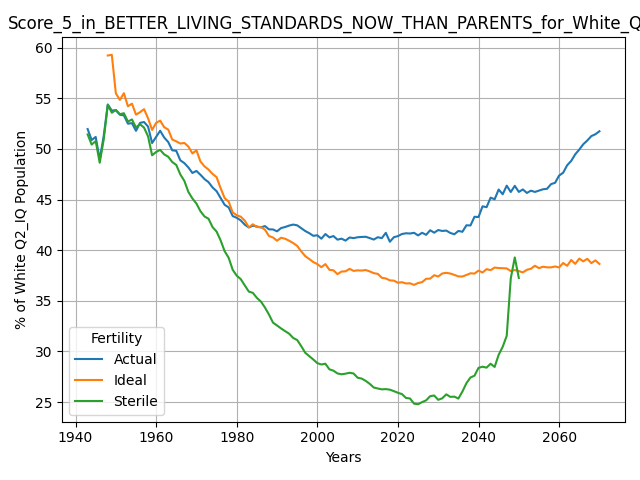 Score_5_in_BETTER_LIVING_STANDARDS_NOW_THAN_PARENTS_for_White_Q
60
55
50
45
40
35
30
25
% of White Q2_IQ Population
Fertility
Actual
Ideal
Sterile
1940 1960 1980 2000 2020 2040 2060
Years